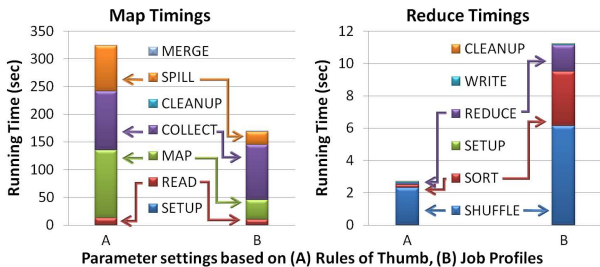 Map Timings
Running Time (sec)
350
300
250
200
150
100
50
0
MERGE
SPILL
CLEANUP
COLLECT
MAP
READ
SETUP
A
B
Reduce Timings
Running Time (sec)
12
10
8
6
4
2
0
CLEANUP
WRITE
REDUCE
SETUP
SORT
SHUFFLE
A
B
Parameter settings based on (A) Rules of Thumb, (B) Job Profiles